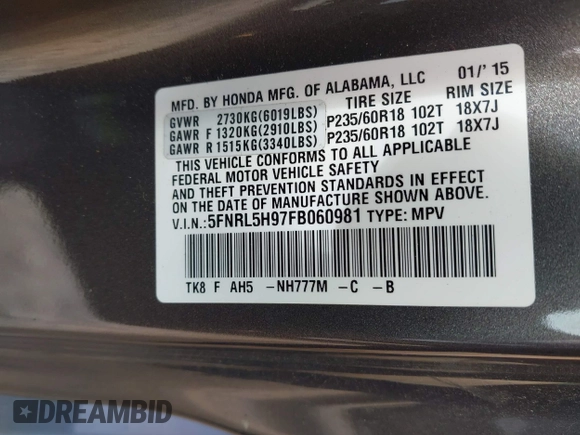 MFD. BY HONDA MFG. OF ALABAMA, LLC 01/'15
TIRE SIZE RIM SIZE
GVWR 2730KG(6019LBS)
GAWR F 1320KG(2910LBS) P235/60R18 102T 18X7J
GAWR R 1515KG(3340LBS) P235/60R18 102T 18X7J
THIS VEHICLE CONFORMS TO ALL APPLICABLE
FEDERAL MOTOR VEHICLE SAFETY
AND THEFT PREVENTION STANDARDS IN EFFECT
ON THE DATE OF MANUFACTURE SHOWN ABOVE.
V.I.N.:5FNRL5H97FB060981 TYPE: MPV
TK8 F AH5 -NH777M -C -B
DREAMBID